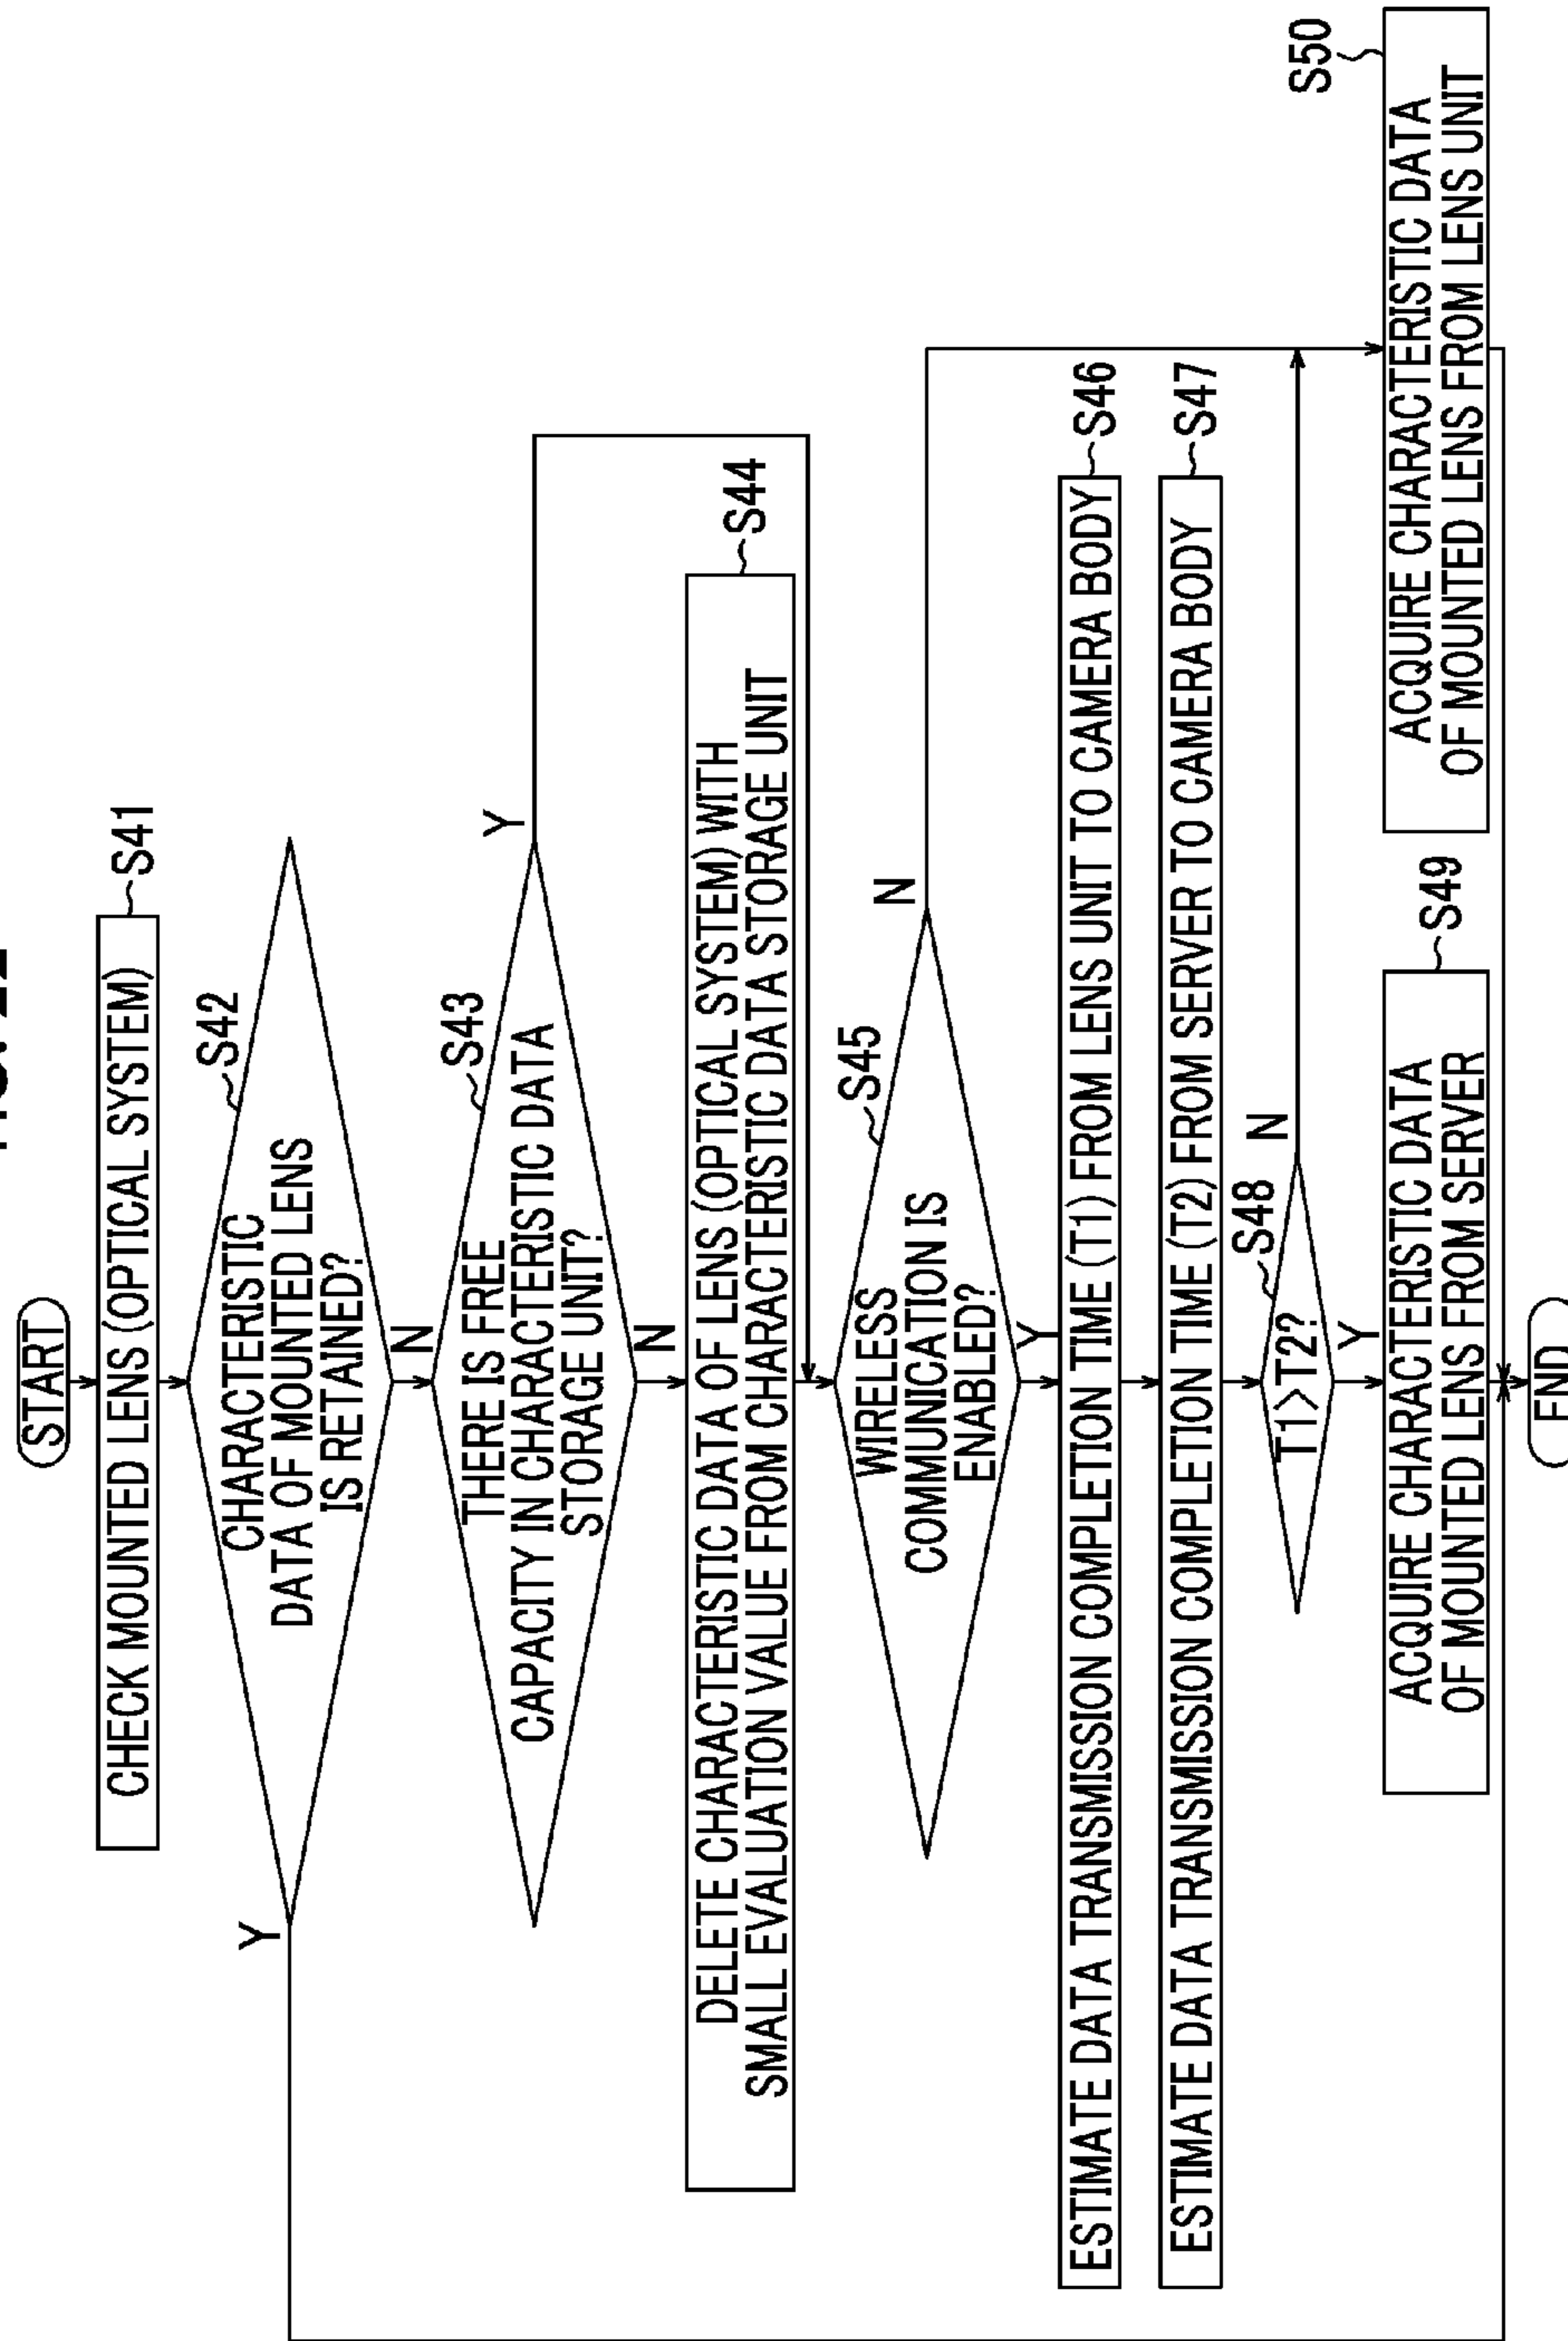 START
CHECK MOUNTED LENS (OPTICAL SYSTEM)
S41
CHARACTERISTIC
DATA OF MOUNTED LENS
IS RETAINED?
S42
Y
N
THERE IS FREE
CAPACITY IN CHARACTERISTIC DATA
STORAGE UNIT?
S43
Y
N
DELETE CHARACTERISTIC DATA OF LENS (OPTICAL SYSTEM) WITH
SMALL EVALUATION VALUE FROM CHARACTERISTIC DATA STORAGE UNIT
S44
WIRELESS
COMMUNICATION IS
ENABLED?
S45
N
Y
ESTIMATE DATA TRANSMISSION COMPLETION TIME (T1) FROM LENS UNIT TO CAMERA BODY
S46
ESTIMATE DATA TRANSMISSION COMPLETION TIME (T2) FROM SERVER TO CAMERA BODY
S47
T1>T2?
S48
N
Y
ACQUIRE CHARACTERISTIC DATA
OF MOUNTED LENS FROM SERVER
S49
ACQUIRE CHARACTERISTIC DATA
OF MOUNTED LENS FROM LENS UNIT
S50
END